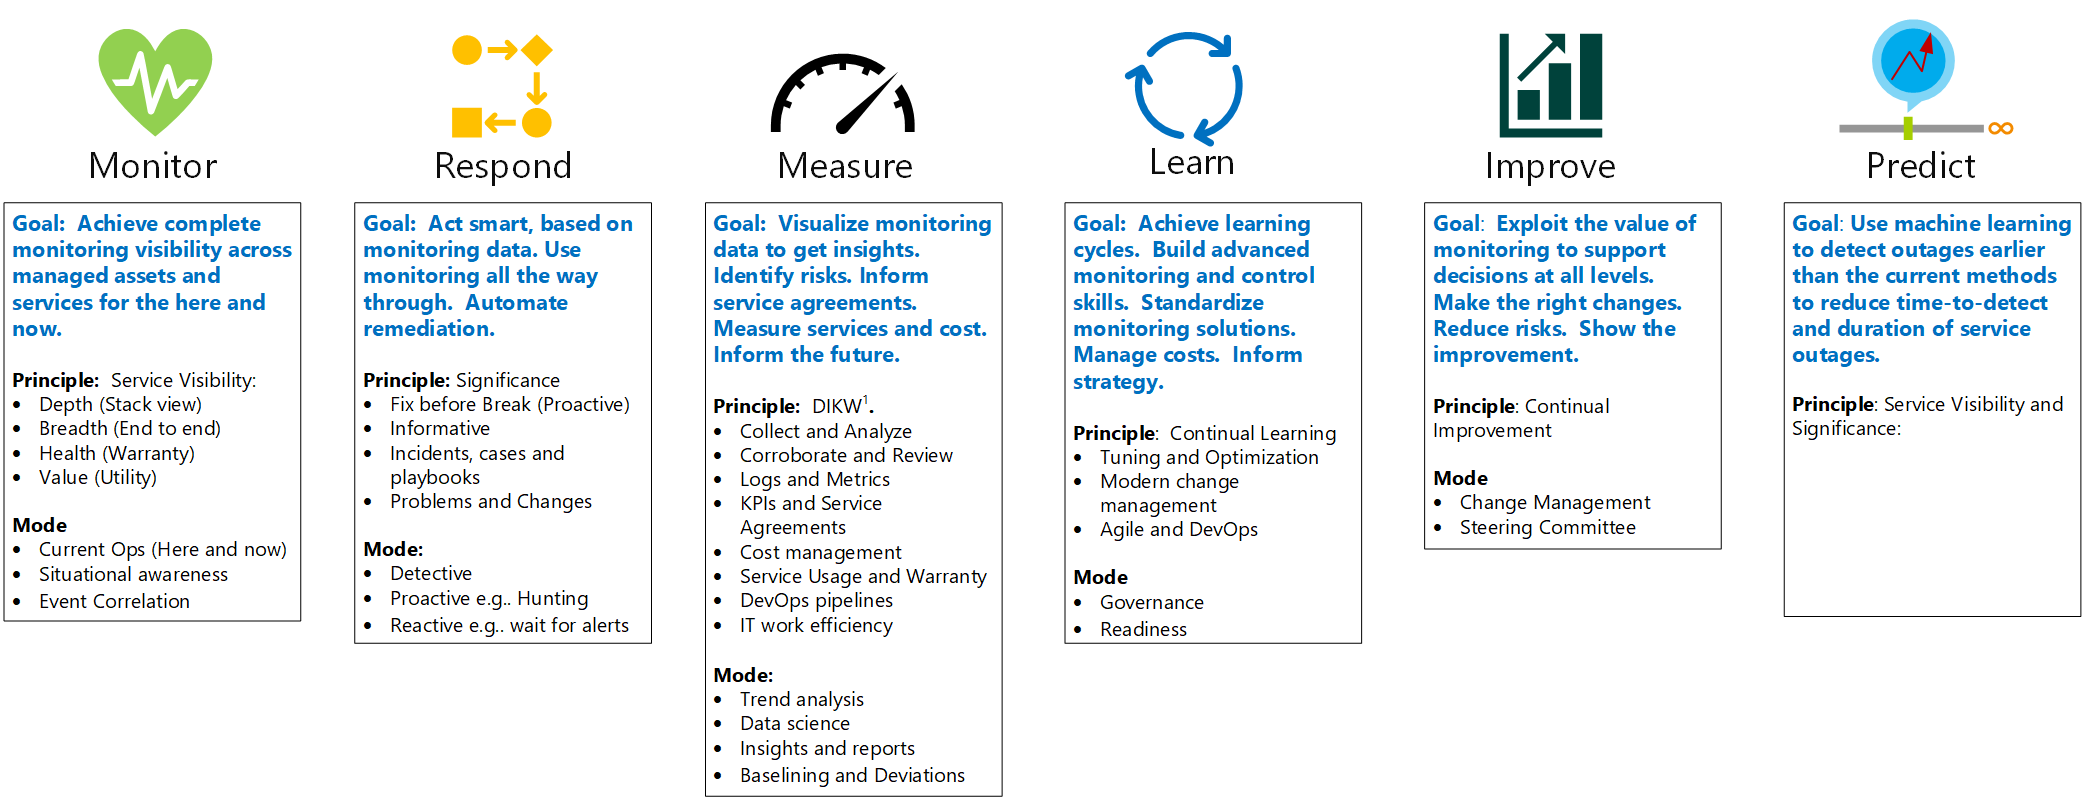 Monitor
Goal:  Achieve complete
monitoring visibility across
managed assets and
services for the here and
now.
Principle:  Service Visibility:
• Depth (Stack view)
• Breadth (End to end)
• Health (Warranty)
• Value (Utility)
Mode
• Current Ops (Here and now)
• Situational awareness
• Event Correlation
Respond
Goal:  Act smart, based on
monitoring data. Use
monitoring all the way
through.  Automate
remediation.
Principle: Significance
• Fix before Break (Proactive)
• Informative
• Incidents, cases and
playbooks
• Problems and Changes
Mode:
• Detective
• Proactive e.g.. Hunting
• Reactive e.g.. wait for alerts
Measure
Goal:  Visualize monitoring
data to get insights.
Identify risks. Inform
service agreements.
Measure services and cost.
Inform the future.
Principle:  DIKW¹.
• Collect and Analyze
• Corroborate and Review
• Logs and Metrics
• KPIs and Service
Agreements
• Cost management
• Service Usage and Warranty
• DevOps pipelines
• IT work efficiency
Mode:
• Trend analysis
• Data science
• Insights and reports
• Baselining and Deviations
Learn
Goal:  Achieve learning
cycles.  Build advanced
monitoring and control
skills.  Standardize
monitoring solutions.
Manage costs.  Inform
strategy.
Principle:  Continual Learning
• Tuning and Optimization
• Modern change
management
• Agile and DevOps
Mode
• Governance
• Readiness
Improve
Goal:  Exploit the value of
monitoring to support
decisions at all levels.
Make the right changes.
Reduce risks.  Show the
improvement.
Principle: Continual
Improvement
Mode
• Change Management
• Steering Committee
∞
Predict
Goal: Use machine learning
to detect outages earlier
than the current methods
to reduce time-to-detect
and duration of service
outages.
Principle: Service Visibility and
Significance: